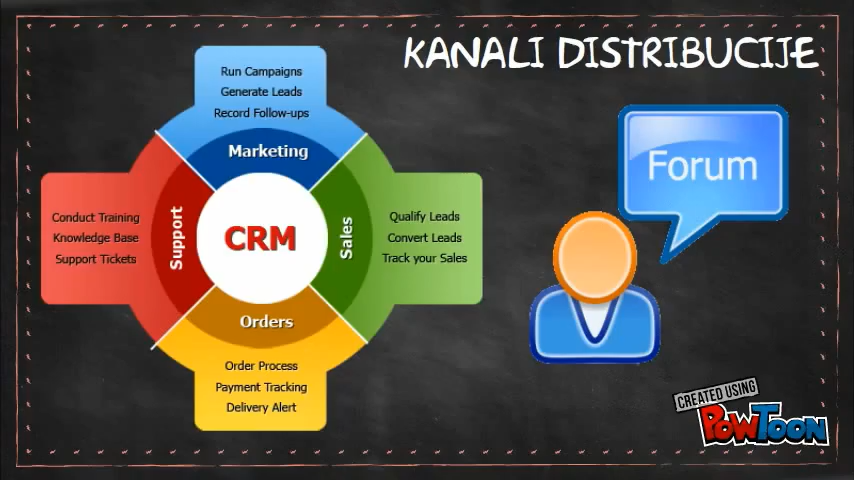 KANALI DISTRIBUCIJE
Run Campaigns
Generate Leads
Record Follow-ups
Marketing
Forum
Conduct Training
Knowledge Base
Support Tickets
Support
CRM
Sales
Qualify Leads
Convert Leads
Track your Sales
Orders
Order Process
Payment Tracking
Delivery Alert
CREATED USING
POWTOON